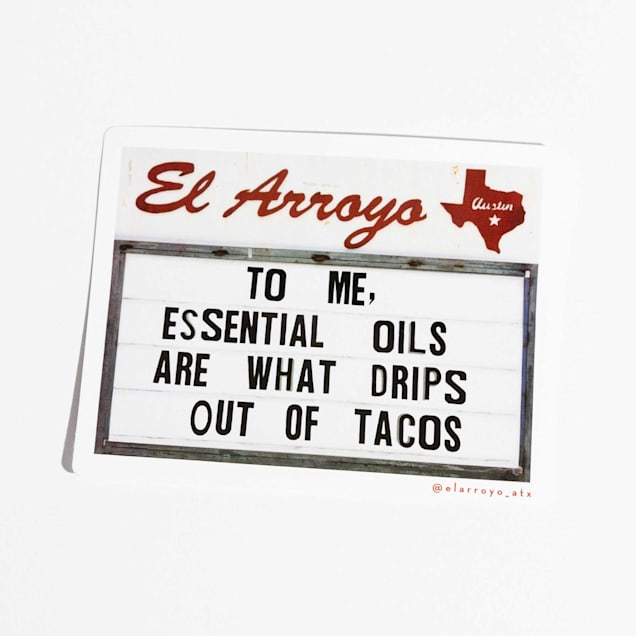 El Arroyo
Austin
TO ME,
ESSENTIAL OILS
ARE WHAT DRIPS
OUT OF TACOS
@elarroyo_atx